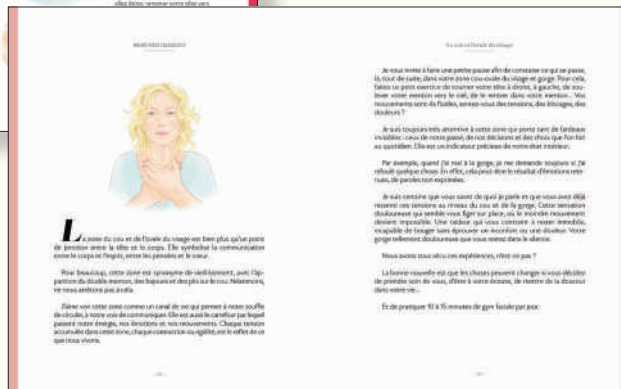 Le cou et l'ovale du visage
La zone du cou et de l'ovale du visage est bien plus qu'un point
de jonction entre la tête et le corps. Elle symbolise la communication
entre le corps et l'esprit, entre les pensées et le cœur.
Pour beaucoup, cette zone est synonyme de vieillissement, avec l'ap-
parition du double menton, des bajoues et des plis sur le cou. Néanmoins,
ne nous arrêtons pas à cela.
J'aime voir cette zone comme un canal de vie qui permet à notre souffle
de circuler, à notre voix de communiquer. Elle est aussi le carrefour par lequel
passent notre énergie, nos émotions et nos mouvements. Chaque tension
accumulée dans cette zone, chaque contraction ou rigidité, est le reflet de ce
que nous vivons.
Je vous invite à faire une petite pause afin de constater ce qui se passe,
là, tout de suite, dans votre zone cou-ovale du visage et gorge. Pour cela,
faites ce petit exercice de tourner votre tête à droite, à gauche, de sou-
lever votre menton vers le ciel, de le rentrer dans votre menton... Vos
mouvements sont-ils fluides, sentez-vous des tensions, des blocages, des
douleurs ?
Je suis toujours très attentive à cette zone qui porte tant de fardeaux
invisibles : ceux de notre passé, de nos décisions et des choix que l'on fait
au quotidien. Elle est un indicateur précieux de notre état intérieur.
Par exemple, quand j'ai mal à la gorge, je me demande toujours si j'ai
refoulé quelque chose. En effet, cela peut être le résultat d'émotions rete-
nues, de paroles non exprimées.
Je suis certaine que vous savez de quoi je parle et que vous avez déjà
ressenti ces tensions au niveau du cou et de la gorge. Cette sensation
douloureuse qui semble vous figer sur place, où le moindre mouvement
devient impossible. Une raideur qui vous contraint à rester immobile,
incapable de bouger sans éprouver un inconfort ou une douleur. Votre
gorge tellement douloureuse que vous restez dans le silence.
Nous avons tous vécu ces expériences, n'est-ce pas ?
La bonne nouvelle est que les choses peuvent changer si vous décidez
de prendre soin de vous, d'être à votre écoute, de mettre de la douceur
dans votre vie...
Et de pratiquer 10 à 15 minutes de gym faciale par jour.